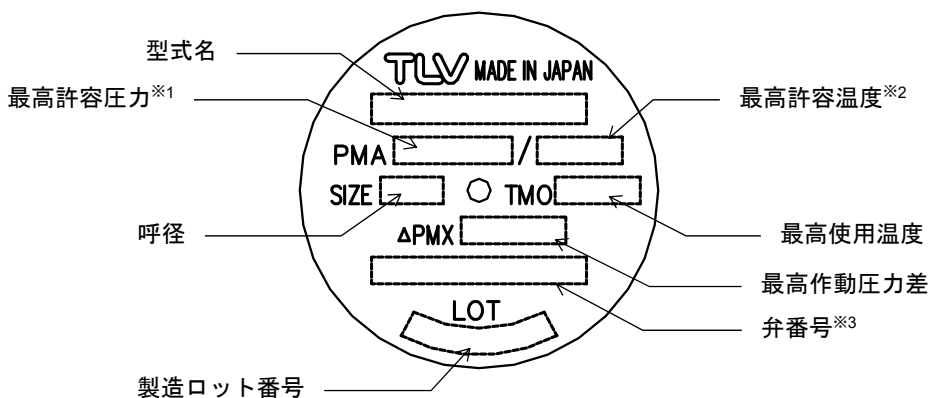 型式名
TLV MADE IN JAPAN
最高許容圧力※1
最高許容温度※2
PMA /
SIZE TMO
呼径
ΔPMX
最高使用温度
最高作動圧力差
LOT
弁番号※3
製造ロット番号